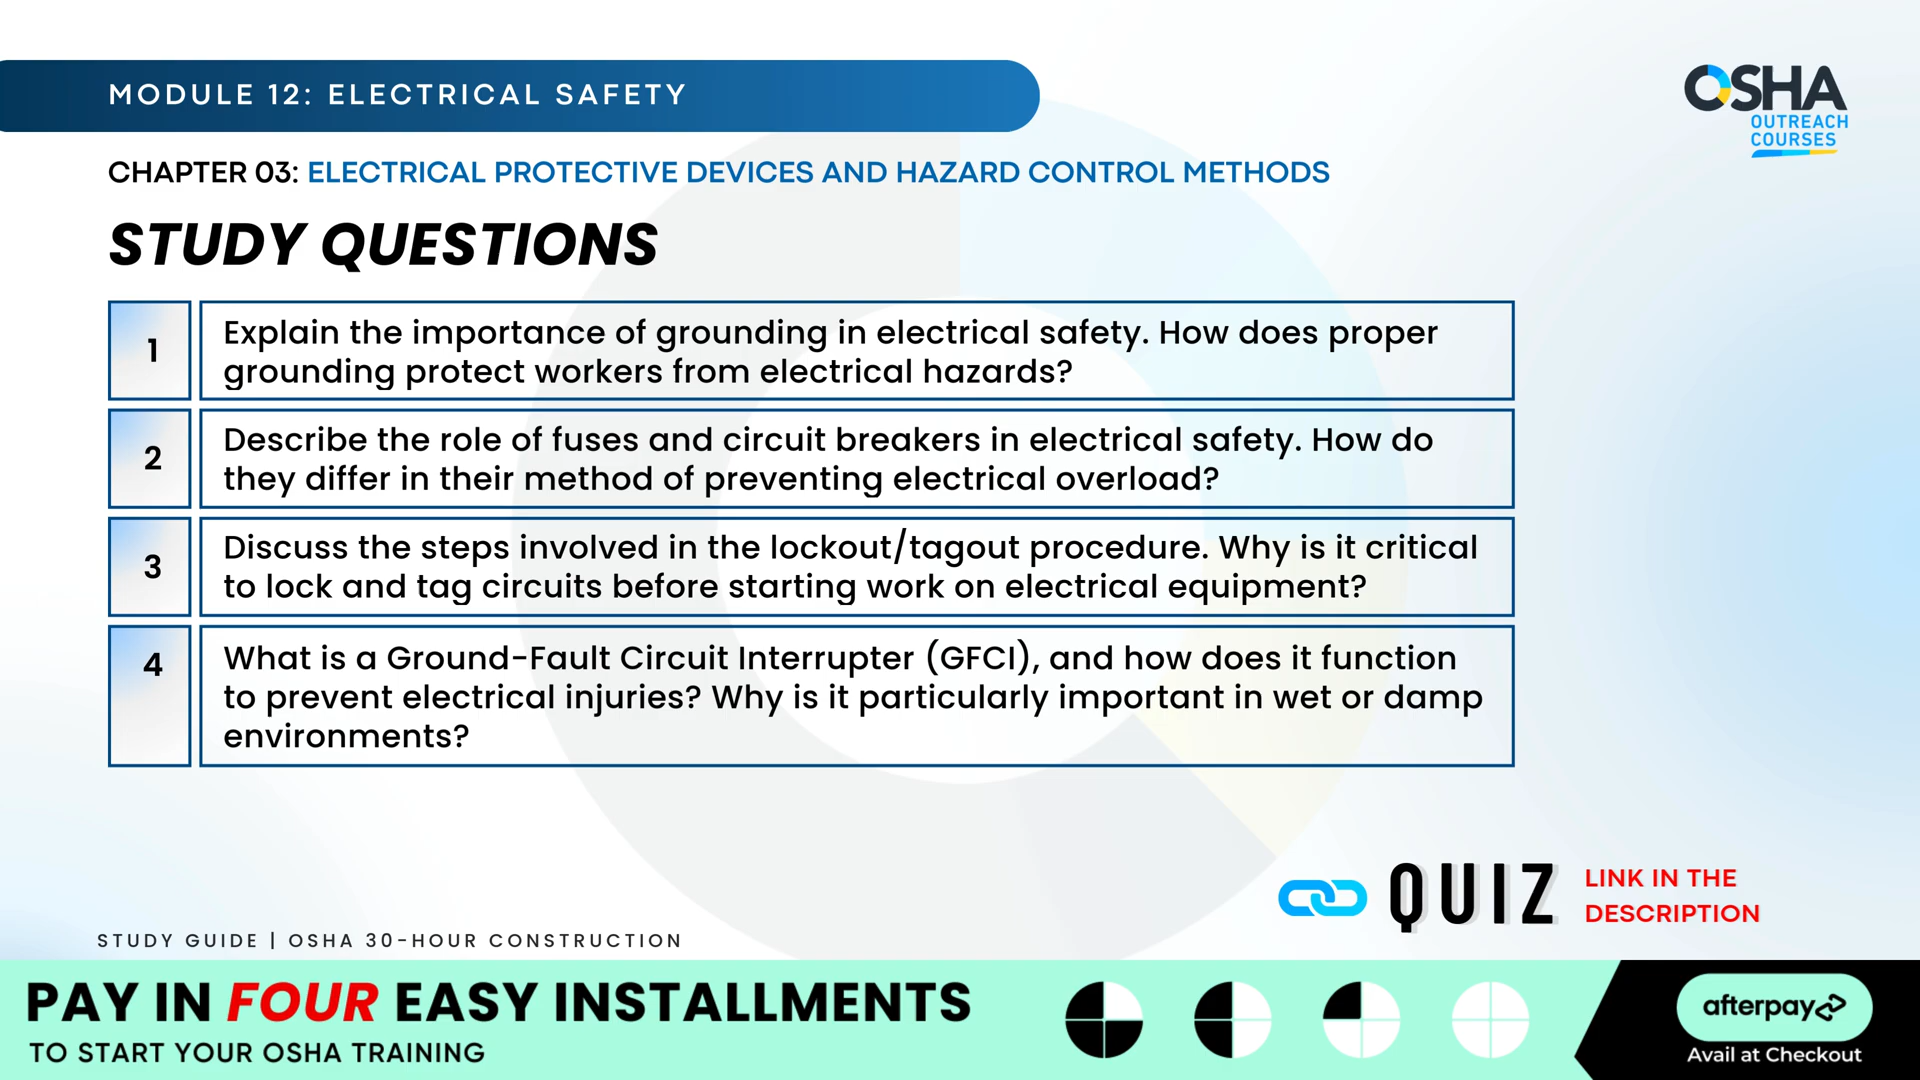 MODULE 12: ELECTRICAL SAFETY
OSHA
OUTREACH
COURSES
CHAPTER 03: ELECTRICAL PROTECTIVE DEVICES AND HAZARD CONTROL METHODS
STUDY QUESTIONS
1
Explain the importance of grounding in electrical safety. How does proper
grounding protect workers from electrical hazards?
2
Describe the role of fuses and circuit breakers in electrical safety. How do
they differ in their method of preventing electrical overload?
3
Discuss the steps involved in the lockout/tagout procedure. Why is it critical
to lock and tag circuits before starting work on electrical equipment?
4
What is a Ground-Fault Circuit Interrupter (GFCI), and how does it function
to prevent electrical injuries? Why is it particularly important in wet or damp
environments?
QUIZ
LINK IN THE
DESCRIPTION
STUDY GUIDE | OSHA 30-HOUR CONSTRUCTION
PAY IN FOUR EASY INSTALLMENTS
TO START YOUR OSHA TRAINING
afterpay
Avail at Checkout